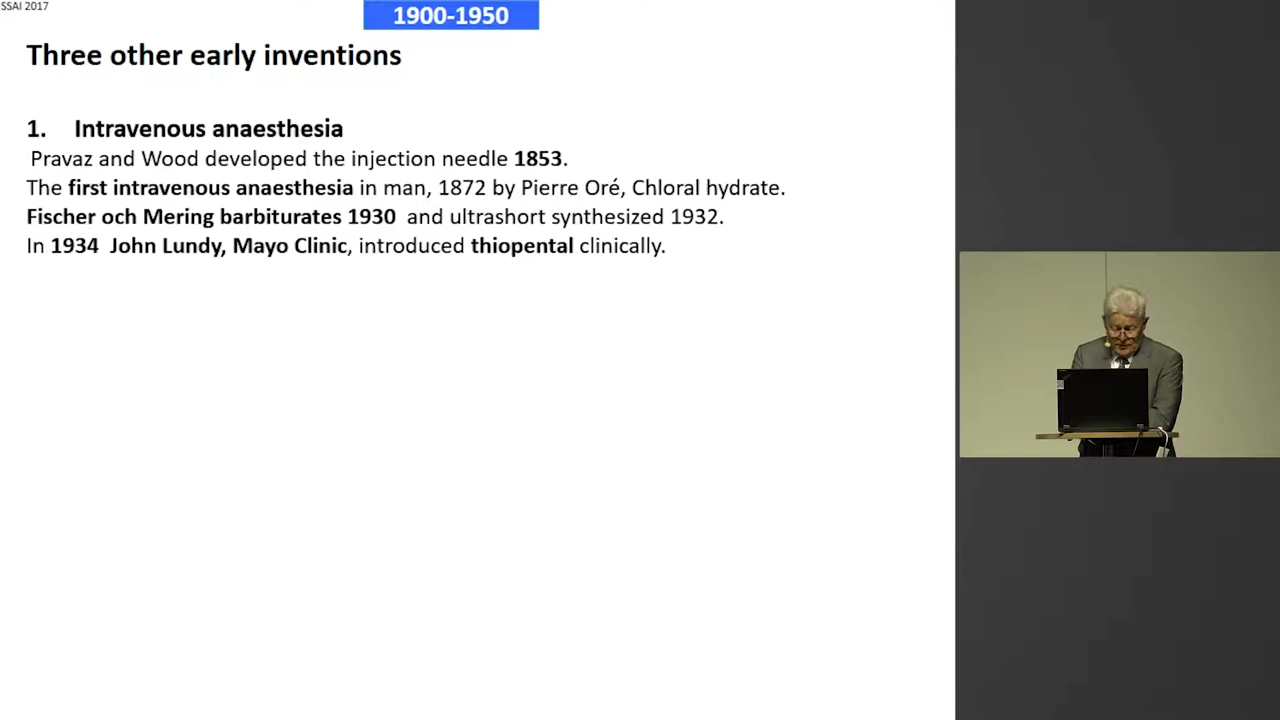 SSAI 2017
1900-1950
Three other early inventions
1. Intravenous anaesthesia
Pravaz and Wood developed the injection needle 1853.
The first intravenous anaesthesia in man, 1872 by Pierre Oré, Chloral hydrate.
Fischer och Mering barbiturates 1930 and ultrashort synthesized 1932.
In 1934 John Lundy, Mayo Clinic, introduced thiopental clinically.